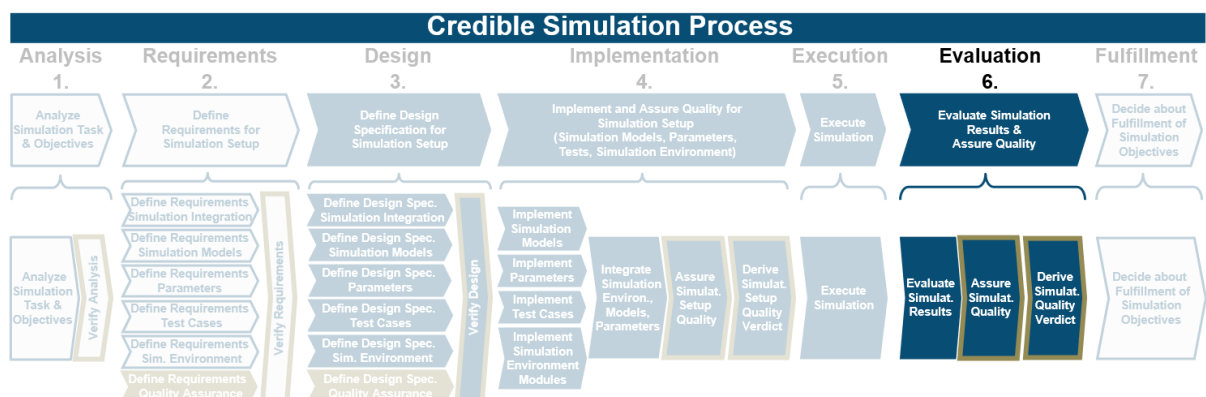 Credible Simulation Process
Analysis
1.
Requirements
2.
Design
3.
Implementation
4.
Execution
5.
Evaluation
6.
Fulfillment
7.
Analyze
Simulation Task
& Objectives
Define
Requirements for
Simulation Setup
Define Design
Specification for
Simulation Setup
Implement and Assure Quality for
Simulation Setup
(Simulation Models, Parameters,
Tests, Simulation Environment)
Execute
Simulation
Evaluate Simulation
Results &
Assure Quality
Decide about
Fulfillment of
Simulation
Objectives
Analyze
Simulation
Task &
Objectives
Verify Analysis
Define Requirements
Simulation Integration
Define Requirements
Simulation Models
Define Requirements
Parameters
Define Requirements
Test Cases
Define Requirements
Sim. Environment
Define Requirements
Quality Assurance
Verify Requirements
Define Design Spec.
Simulation Integration
Define Design Spec.
Simulation Models
Define Design Spec.
Parameters
Define Design Spec.
Test Cases
Define Design Spec.
Sim. Environment
Define Design Spec.
Quality Assurance
Verify Design
Implement
Simulation
Models
Implement
Parameters
Implement
Test Cases
Implement
Simulation
Environment
Modules
Integrate
Simulation
Environ.,
Models,
Parameters
Assure
Simulat.
Setup
Quality
Derive
Simulat.
Setup
Quality
Verdict
Execute
Simulation
Evaluate
Simulat.
Results
Assure
Simulat.
Quality
Derive
Simulat.
Quality
Verdict
Decide about
Fulfillment of
Simulation
Objectives